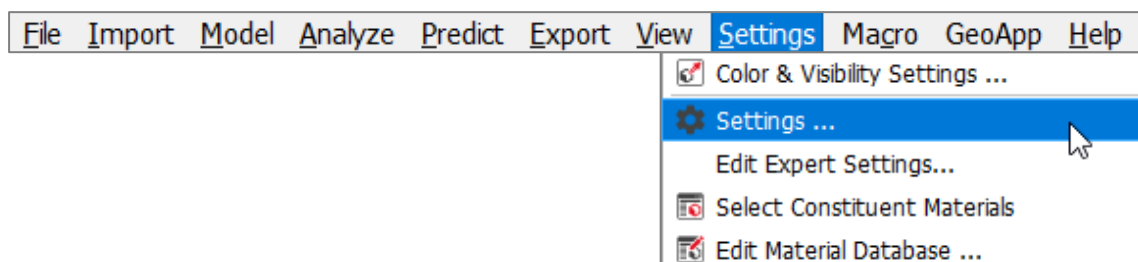 File Import Model Analyze Predict Export View Settings Macro GeoApp Help
Color & Visibility Settings ...
Settings ...
Edit Expert Settings...
Select Constituent Materials
Edit Material Database ...